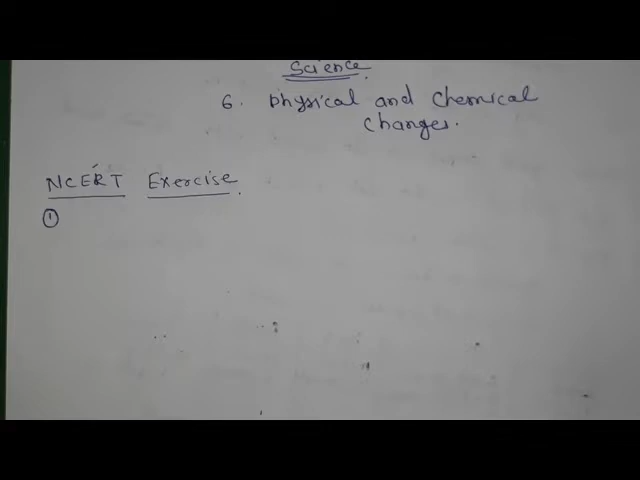 Science.
6. Physical and Chemical
Changes.
NCERT Exercise.
①